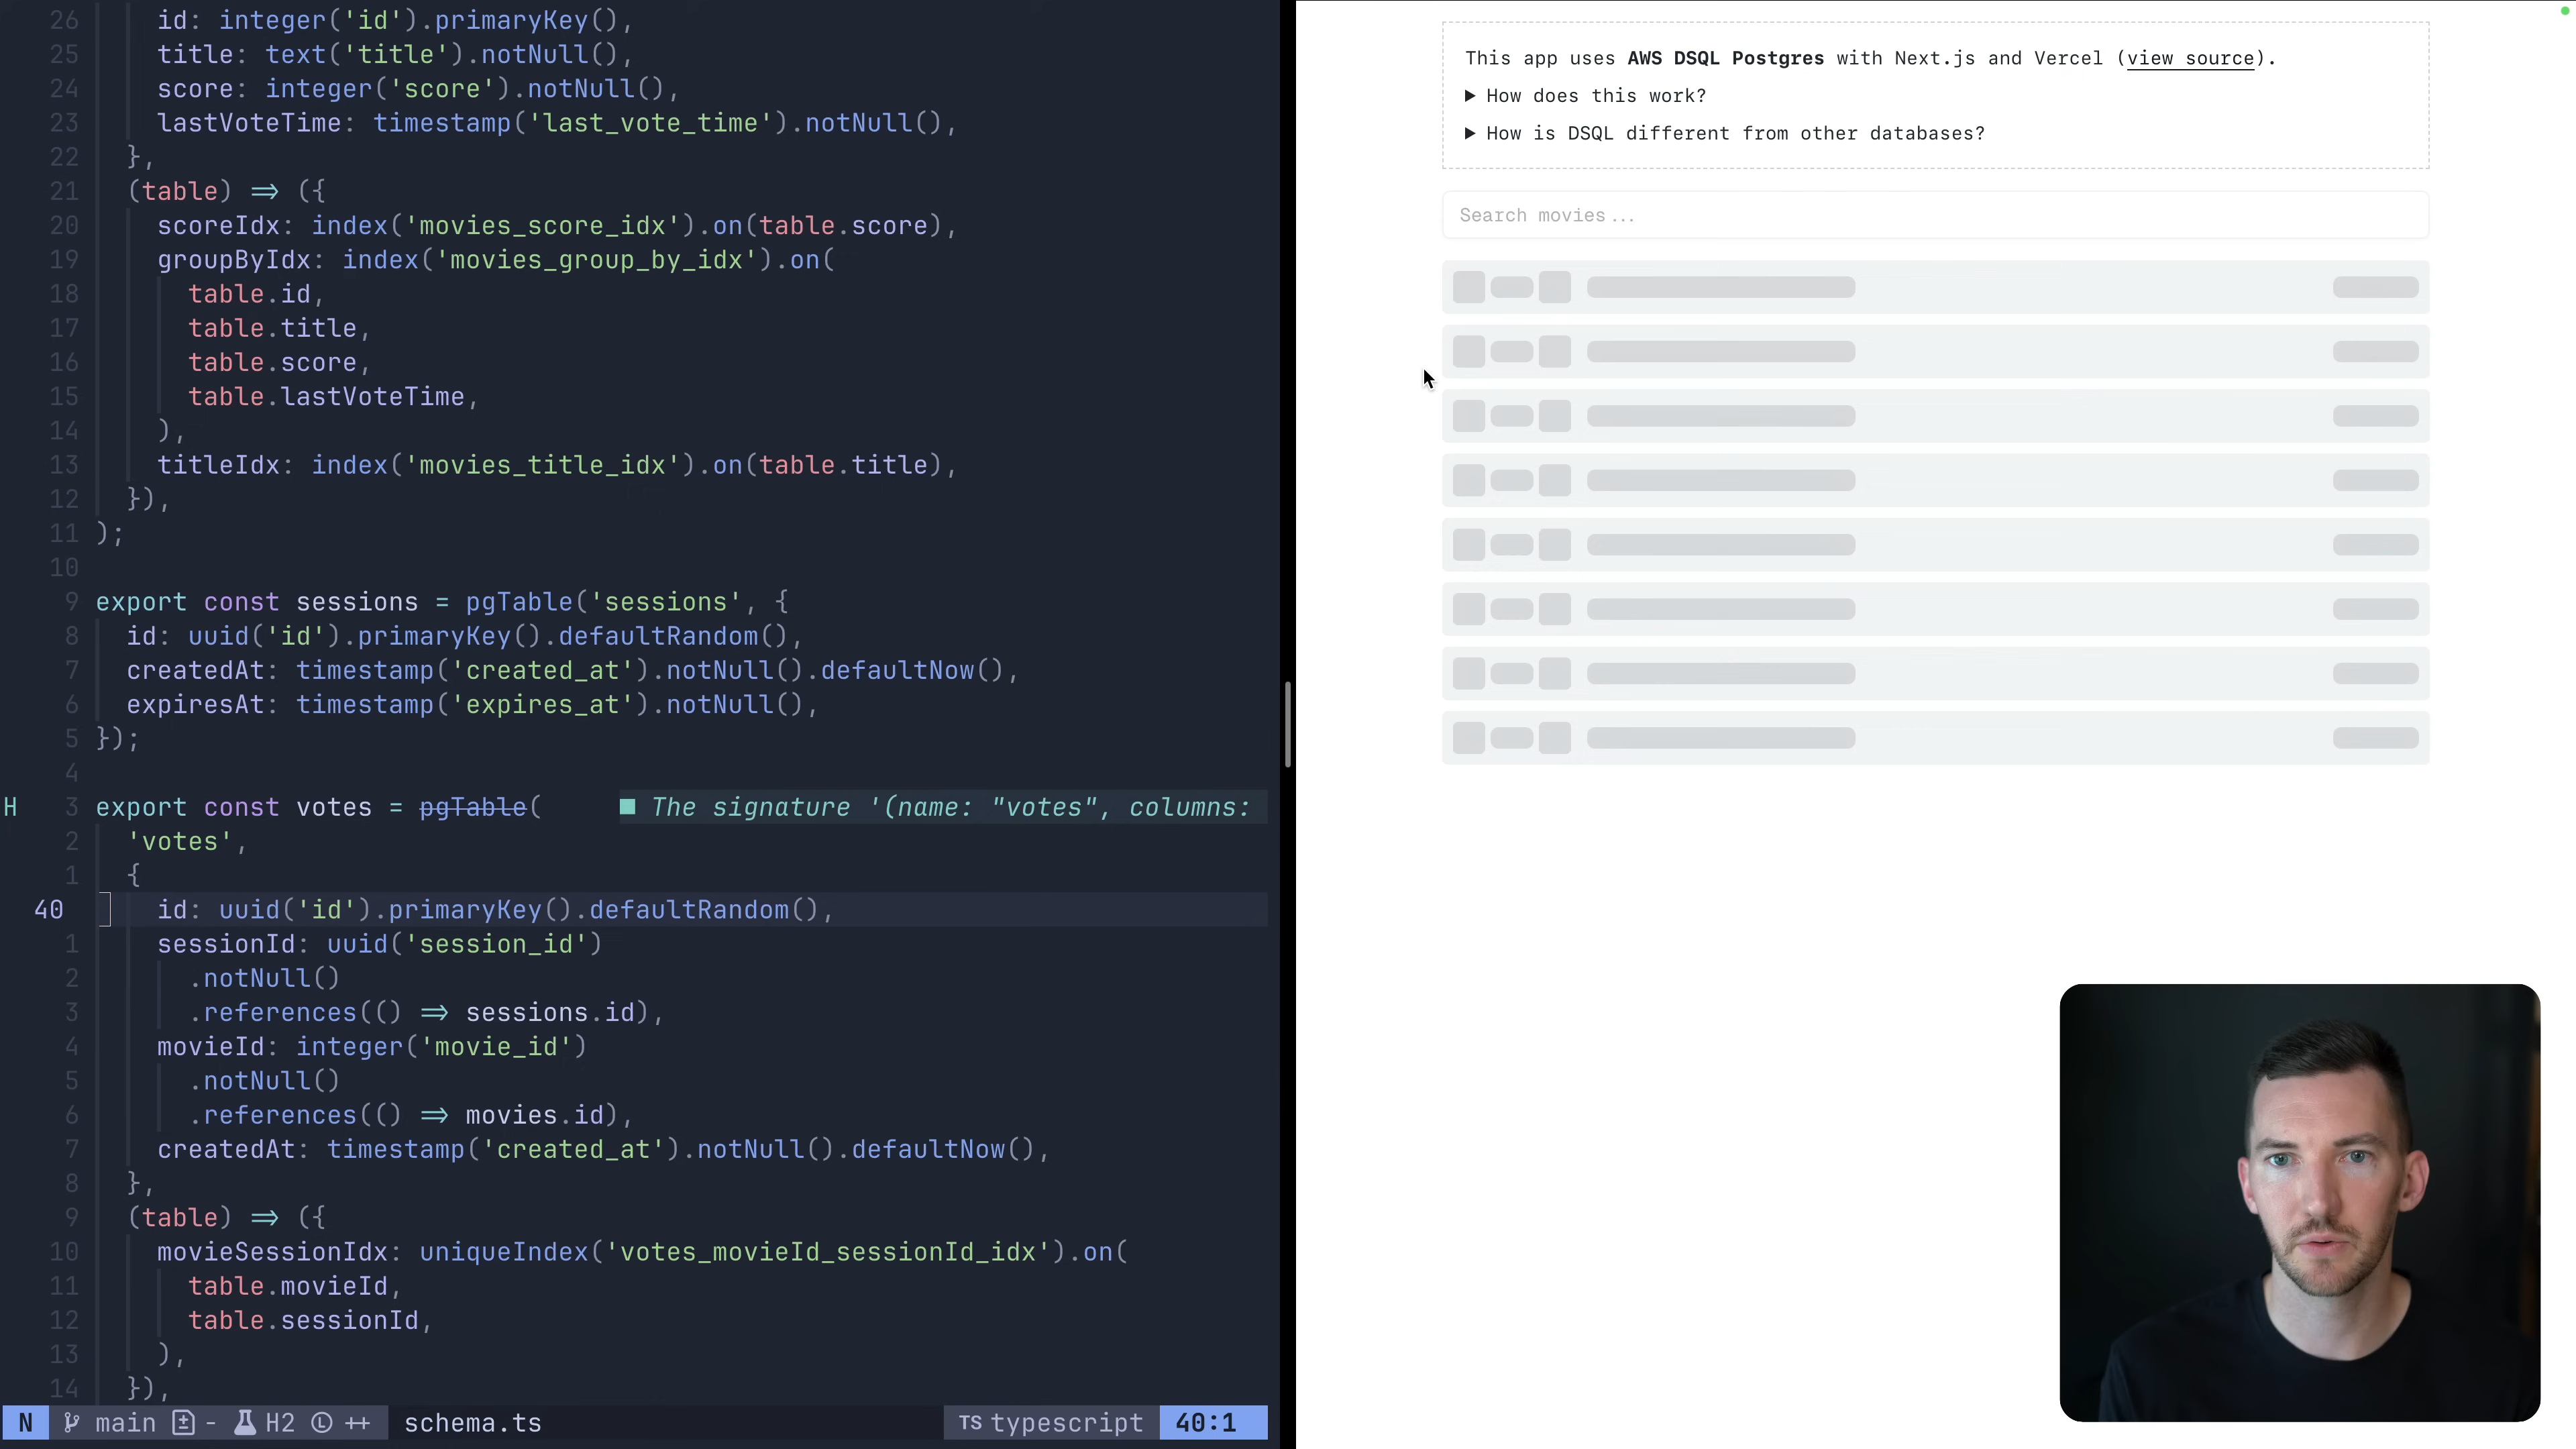 26 id: integer('id').primaryKey(),
25 title: text('title').notNull(),
24 score: integer('score').notNull(),
23 lastVoteTime: timestamp('last_vote_time').notNull(),
22 },
21 (table) => ({
20 scoreIdx: index('movies_score_idx').on(table.score),
19 groupByIdx: index('movies_group_by_idx').on(
18 table.id,
17 table.title,
16 table.score,
15 table.lastVoteTime,
14 ),
13 titleIdx: index('movies_title_idx').on(table.title),
12 }),
11 );
10
9 export const sessions = pgTable('sessions', {
8 id: uuid('id').primaryKey().defaultRandom(),
7 createdAt: timestamp('created_at').notNull().defaultNow(),
6 expiresAt: timestamp('expires_at').notNull(),
5 });
4
H 3 export const votes = pgTable( ■ The signature '(name: "votes", columns:
2 'votes',
1 {
40 id: uuid('id').primaryKey().defaultRandom(),
1 sessionId: uuid('session_id')
2 .notNull()
3 .references(() => sessions.id),
4 movieId: integer('movie_id')
5 .notNull()
6 .references(() => movies.id),
7 createdAt: timestamp('created_at').notNull().defaultNow(),
8 },
9 (table) => ({
10 movieSessionIdx: uniqueIndex('votes_movieId_sessionId_idx').on(
11 table.movieId,
12 table.sessionId,
13 ),
14 }),
N main - H2 schema.ts TS typescript 40:1
This app uses AWS DSQL Postgres with Next.js and Vercel (view source).
▶ How does this work?
▶ How is DSQL different from other databases?
Search movies...